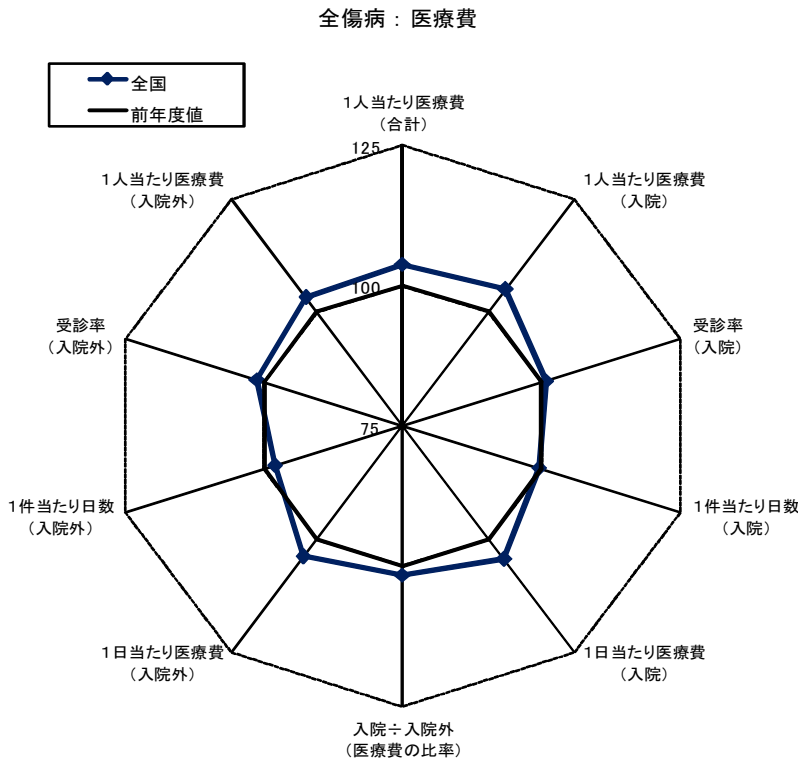 全傷病：医療費
全国
前年度値
1人当たり医療費
（合計）
125
1人当たり医療費
（入院外）
1人当たり医療費
（入院）
100
受診率
（入院外）
受診率
（入院）
75
1件当たり日数
（入院外）
1件当たり日数
（入院）
1日当たり医療費
（入院外）
1日当たり医療費
（入院）
入院÷入院外
（医療費の比率）